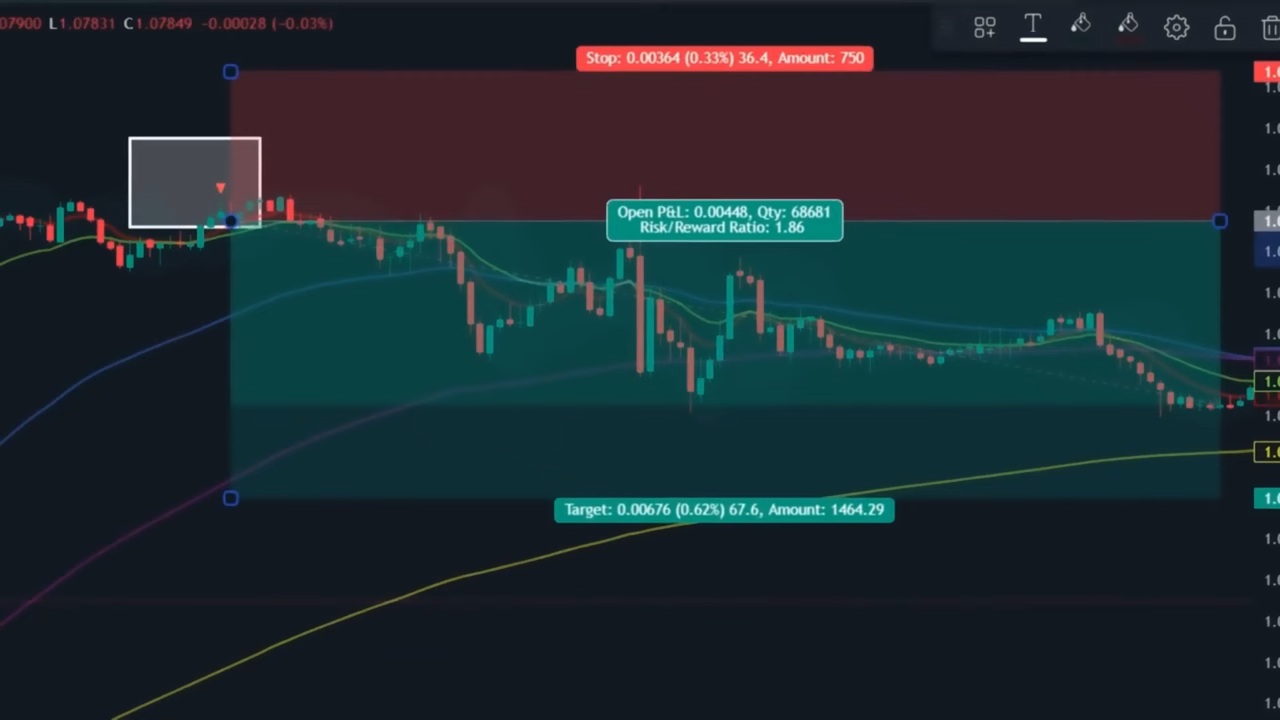 07900 L1.07831 C1.07849 -0.00028 (-0.03%)
T
Stop: 0.00364 (0.33%) 36.4, Amount: 750
Open P&L: 0.00448, Qty: 68681
Risk/Reward Ratio: 1.86
Target: 0.00676 (0.62%) 67.6, Amount: 1464.29